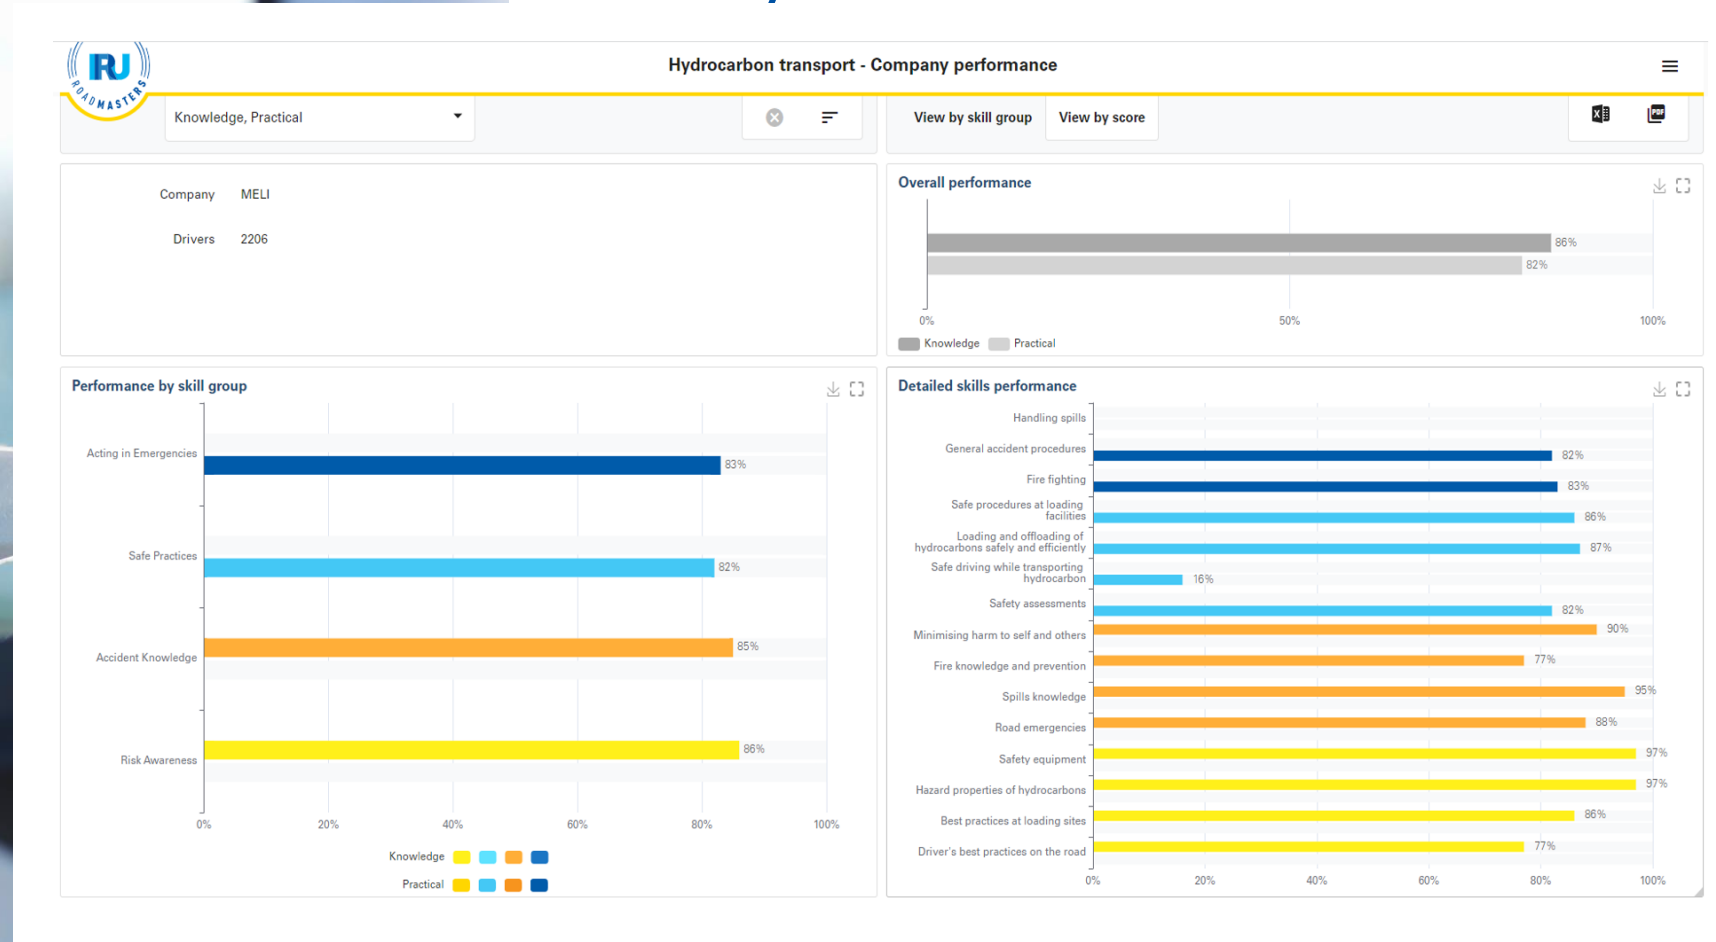 IRU
ROADMASTERS
Hydrocarbon transport - Company performance
Knowledge, Practical
View by skill group
View by score
PDF
Company MELI
Drivers 2206
Overall performance
86%
82%
0% 50% 100%
Knowledge Practical
Performance by skill group
Acting in Emergencies 83%
Safe Practices 82%
Accident Knowledge 85%
Risk Awareness 86%
0% 20% 40% 60% 80% 100%
Knowledge
Practical
Detailed skills performance
Handling spills
General accident procedures 82%
Fire fighting 83%
Safe procedures at loading
facilities 86%
Loading and offloading of
hydrocarbons safely and efficiently 87%
Safe driving while transporting
hydrocarbon 16%
Safety assessments 82%
Minimising harm to self and others 90%
Fire knowledge and prevention 77%
Spills knowledge 95%
Road emergencies 88%
Safety equipment 97%
Hazard properties of hydrocarbons 97%
Best practices at loading sites 86%
Driver's best practices on the road 77%
0% 20% 40% 60% 80% 100%